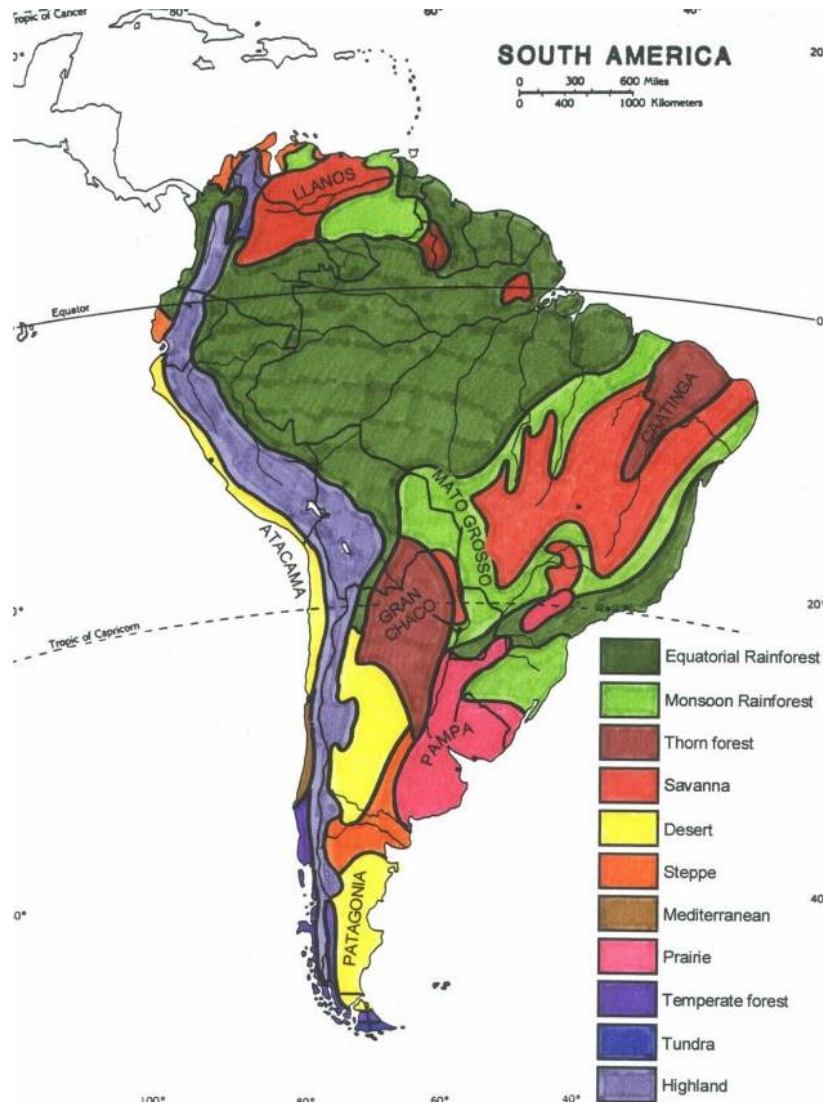 Tropic of Cancer
80°
60°
20°
SOUTH AMERICA
0 300 600 Miles
0 400 1000 Kilometers
LLANOS
Equator
0°
CAATINGA
MATO GROSSO
ATACAMA
GRAN
CHACO
20°
Tropic of Capricorn
PAMPA
PATAGONIA
40°
Equatorial Rainforest
Monsoon Rainforest
Thorn forest
Savanna
Desert
Steppe
Mediterranean
Prairie
Temperate forest
Tundra
Highland
100°
80°
60°
40°